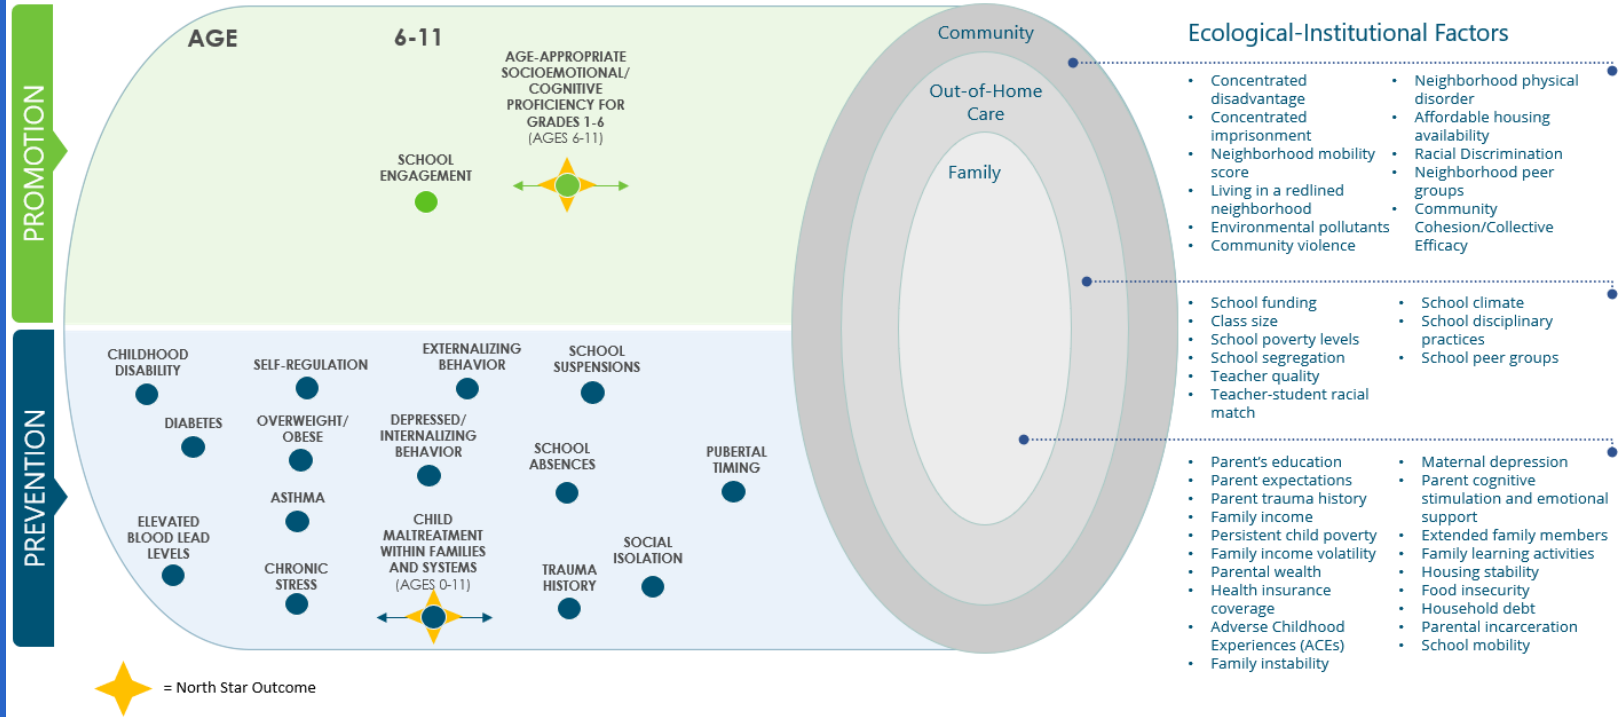 PROMOTION
AGE
6-11
AGE-APPROPRIATE
SOCIOEMOTIONAL/
COGNITIVE
PROFICIENCY FOR
GRADES 1-6
(AGES 6-11)
SCHOOL
ENGAGEMENT
PREVENTION
CHILDHOOD
DISABILITY
SELF-REGULATION
EXTERNALIZING
BEHAVIOR
SCHOOL
SUSPENSIONS
DIABETES
OVERWEIGHT/
OBESE
DEPRESSED/
INTERNALIZING
BEHAVIOR
SCHOOL
ABSENCES
PUBERTAL
TIMING
ASTHMA
ELEVATED
BLOOD LEAD
LEVELS
CHILD
MALTREATMENT
WITHIN FAMILIES
AND SYSTEMS
(AGES 0-11)
CHRONIC
STRESS
TRAUMA
HISTORY
SOCIAL
ISOLATION
= North Star Outcome
Community
Out-of-Home
Care
Family
Ecological-Institutional Factors
• Concentrated
disadvantage
• Concentrated
imprisonment
• Neighborhood mobility
score
• Living in a redlined
neighborhood
• Environmental pollutants
• Community violence
• Neighborhood physical
disorder
• Affordable housing
availability
• Racial Discrimination
• Neighborhood peer
groups
• Community
Cohesion/Collective
Efficacy
• School funding
• Class size
• School poverty levels
• School segregation
• Teacher quality
• Teacher-student racial
match
• School climate
• School disciplinary
practices
• School peer groups
• Parent's education
• Parent expectations
• Parent trauma history
• Family income
• Persistent child poverty
• Family income volatility
• Parental wealth
• Health insurance
coverage
• Adverse Childhood
Experiences (ACEs)
• Family instability
• Maternal depression
• Parent cognitive
stimulation and emotional
support
• Extended family members
• Family learning activities
• Housing stability
• Food insecurity
• Household debt
• Parental incarceration
• School mobility